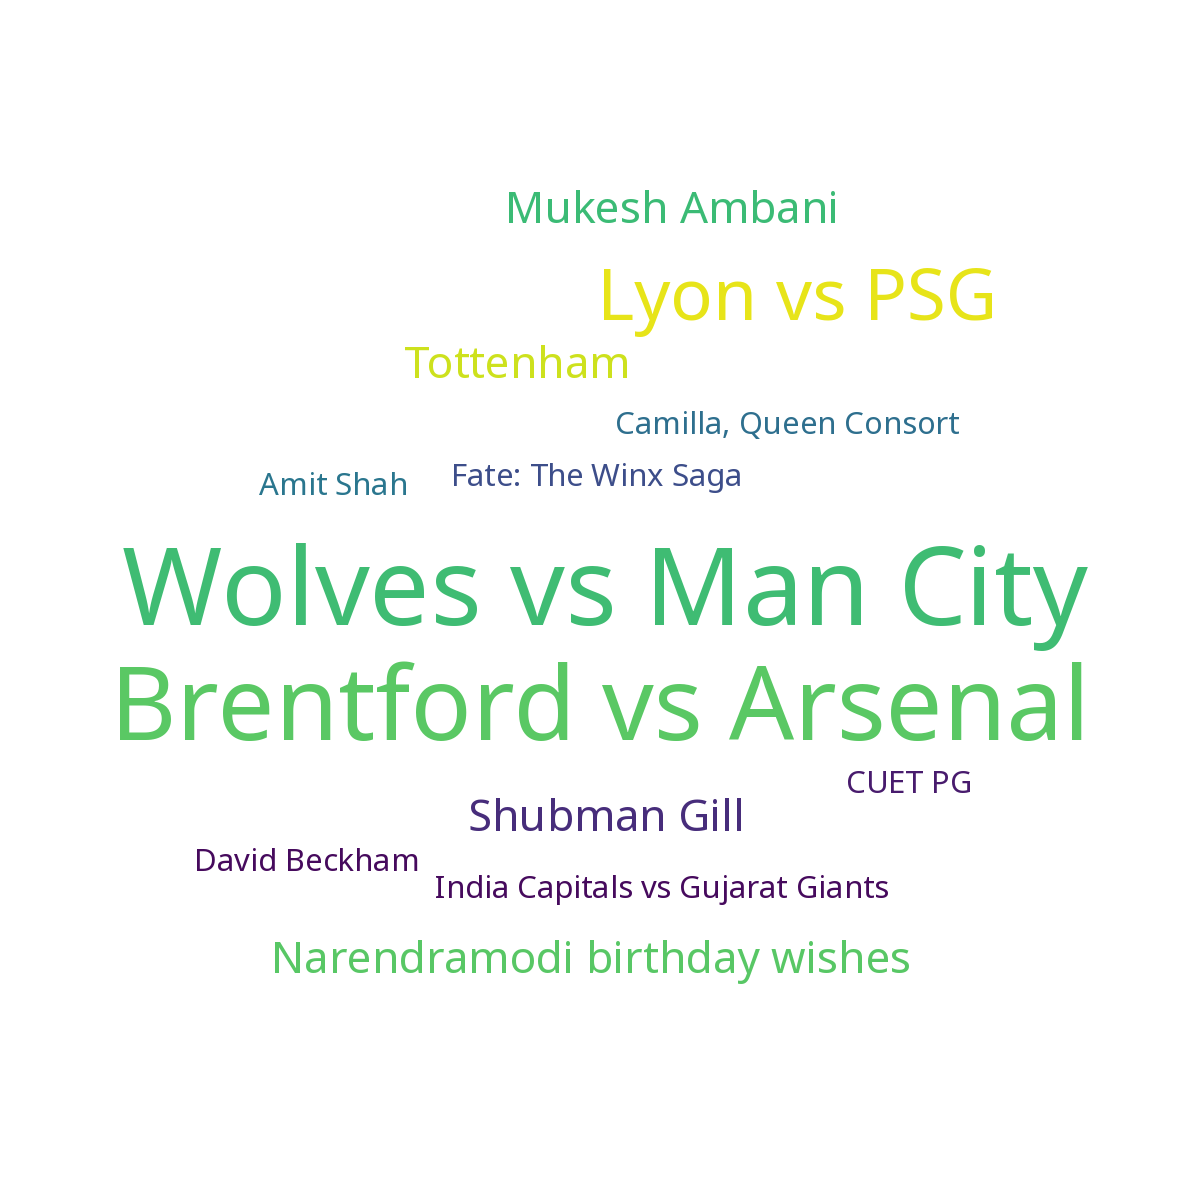 Mukesh Ambani
Lyon vs PSG
Tottenham
Camilla, Queen Consort
Fate: The Winx Saga
Amit Shah
Wolves vs Man City
Brentford vs Arsenal
CUET PG
Shubman Gill
David Beckham
India Capitals vs Gujarat Giants
Narendramodi birthday wishes